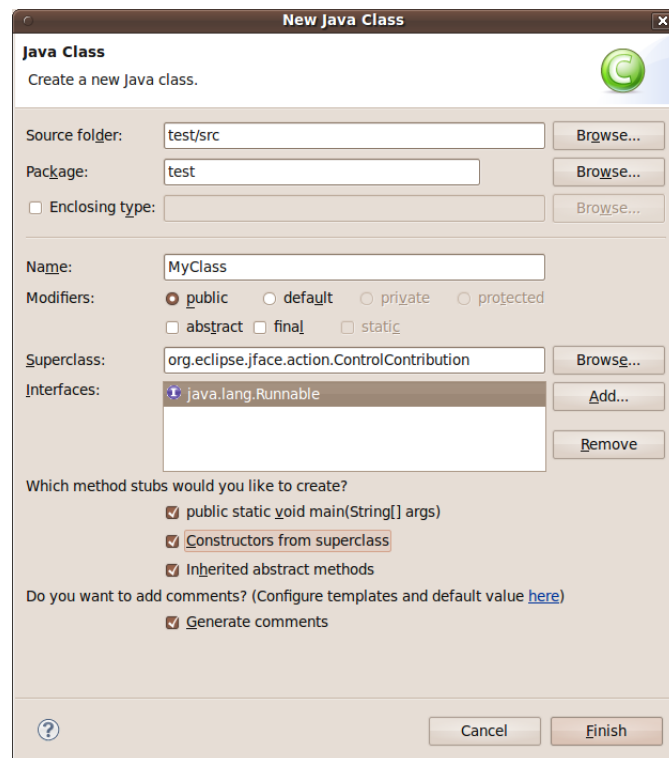 New Java Class
Java Class
Create a new Java class.
Source folder: test/src Browse...
Package: test Browse...
Enclosing type: Browse...
Name: MyClass
Modifiers: public default private protected
abstract final static
Superclass: org.eclipse.jface.action.ControlContribution Browse...
Interfaces: java.lang.Runnable Add...
Remove
Which method stubs would you like to create?
public static void main(String[] args)
Constructors from superclass
Inherited abstract methods
Do you want to add comments? (Configure templates and default value here)
Generate comments
Cancel Finish